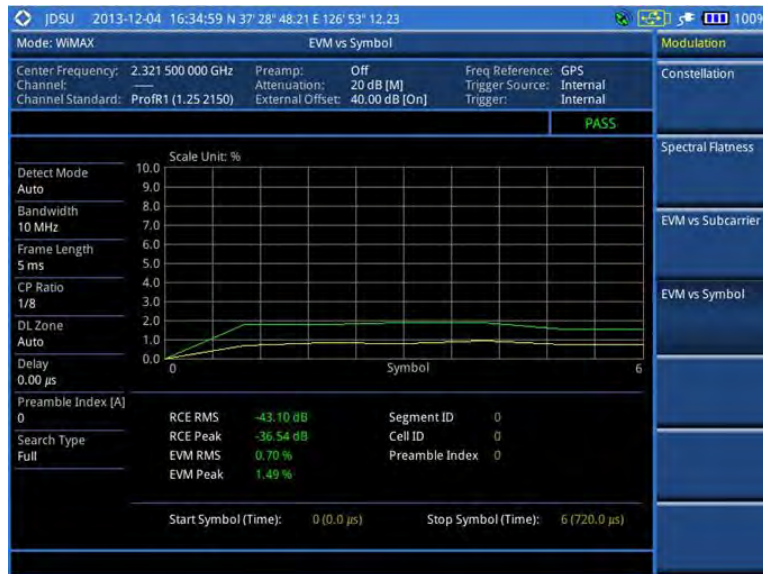 JDSU 2013-12-04 16:34:59 N 37' 28" 48.21 E 126' 53" 12.23 100%
Mode: WiMAX EVM vs Symbol Modulation
Center Frequency: 2.321 500 000 GHz Preamp: Off Freq Reference: GPS
Channel: ---- Attenuation: 20 dB [M] Trigger Source: Internal
Channel Standard: ProfR1 (1.25 2150) External Offset: 40.00 dB [On] Trigger: Internal
Constellation
PASS
Spectral Flatness
EVM vs Subcarrier
EVM vs Symbol
Detect Mode
Auto
Bandwidth
10 MHz
Frame Length
5 ms
CP Ratio
1/8
DL Zone
Auto
Delay
0.00 µs
Preamble Index [A]
0
Search Type
Full
Scale Unit: %
10.0
9.0
8.0
7.0
6.0
5.0
4.0
3.0
2.0
1.0
0.0
0 Symbol 6
RCE RMS -43.10 dB Segment ID 0
RCE Peak -36.54 dB Cell ID 0
EVM RMS 0.70 % Preamble Index 0
EVM Peak 1.49 %
Start Symbol (Time): 0 (0.0 µs) Stop Symbol (Time): 6 (720.0 µs)